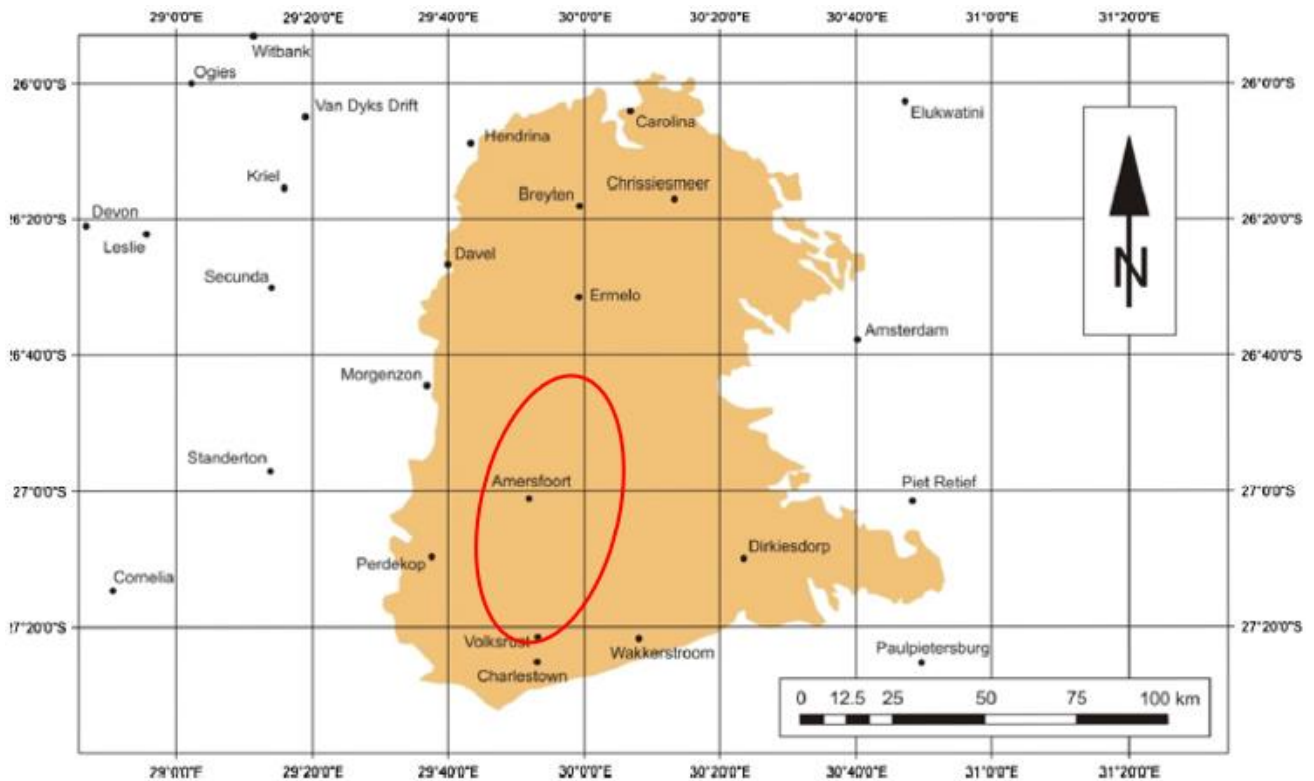 29°0'0"E 29°20'0"E 29°40'0"E 30°0'0"E 30°20'0"E 30°40'0"E 31°0'0"E 31°20'0"E
Witbank
Ogies
26°0'0"S 26°0'0"S
Van Dyks Drift
Elukwatini
Carolina
Hendrina
Kriel
Chrissiesmeer
Breyten
Devon
26°20'0"S 26°20'0"S
Leslie
Davel
Secunda
Ermelo
N
Amsterdam
26°40'0"S 26°40'0"S
Morgenzon
Standerton
Amersfoort
Piet Retief
27°0'0"S 27°0'0"S
Dirkiesdorp
Perdekop
Cornelia
27°20'0"S 27°20'0"S
Volksrust
Wakkerstroom
Paulpietersburg
Charlestown
0 12.5 25 50 75 100 km
29°0'0"E 29°20'0"E 29°40'0"E 30°0'0"E 30°20'0"E 30°40'0"E 31°0'0"E 31°20'0"E